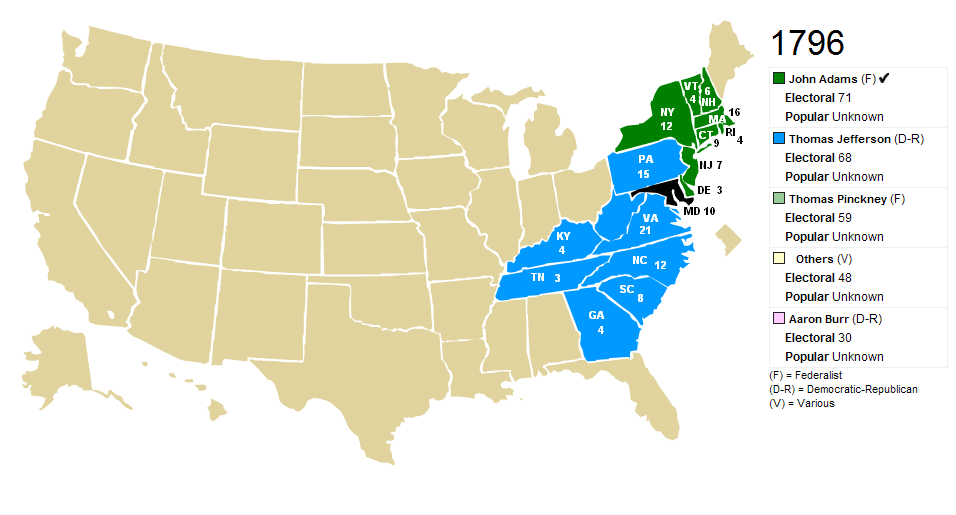 1796
John Adams (F) ✔
Electoral 71
Popular Unknown
Thomas Jefferson (D-R)
Electoral 68
Popular Unknown
Thomas Pinckney (F)
Electoral 59
Popular Unknown
Others (V)
Electoral 48
Popular Unknown
Aaron Burr (D-R)
Electoral 30
Popular Unknown
(F) = Federalist
(D-R) = Democratic-Republican
(V) = Various
VT
4
6
NH
16
MA
NY
12
CT
9
RI
4
PA
15
NJ 7
DE 3
MD 10
VA
21
KY
4
NC 12
TN 3
SC
8
GA
4